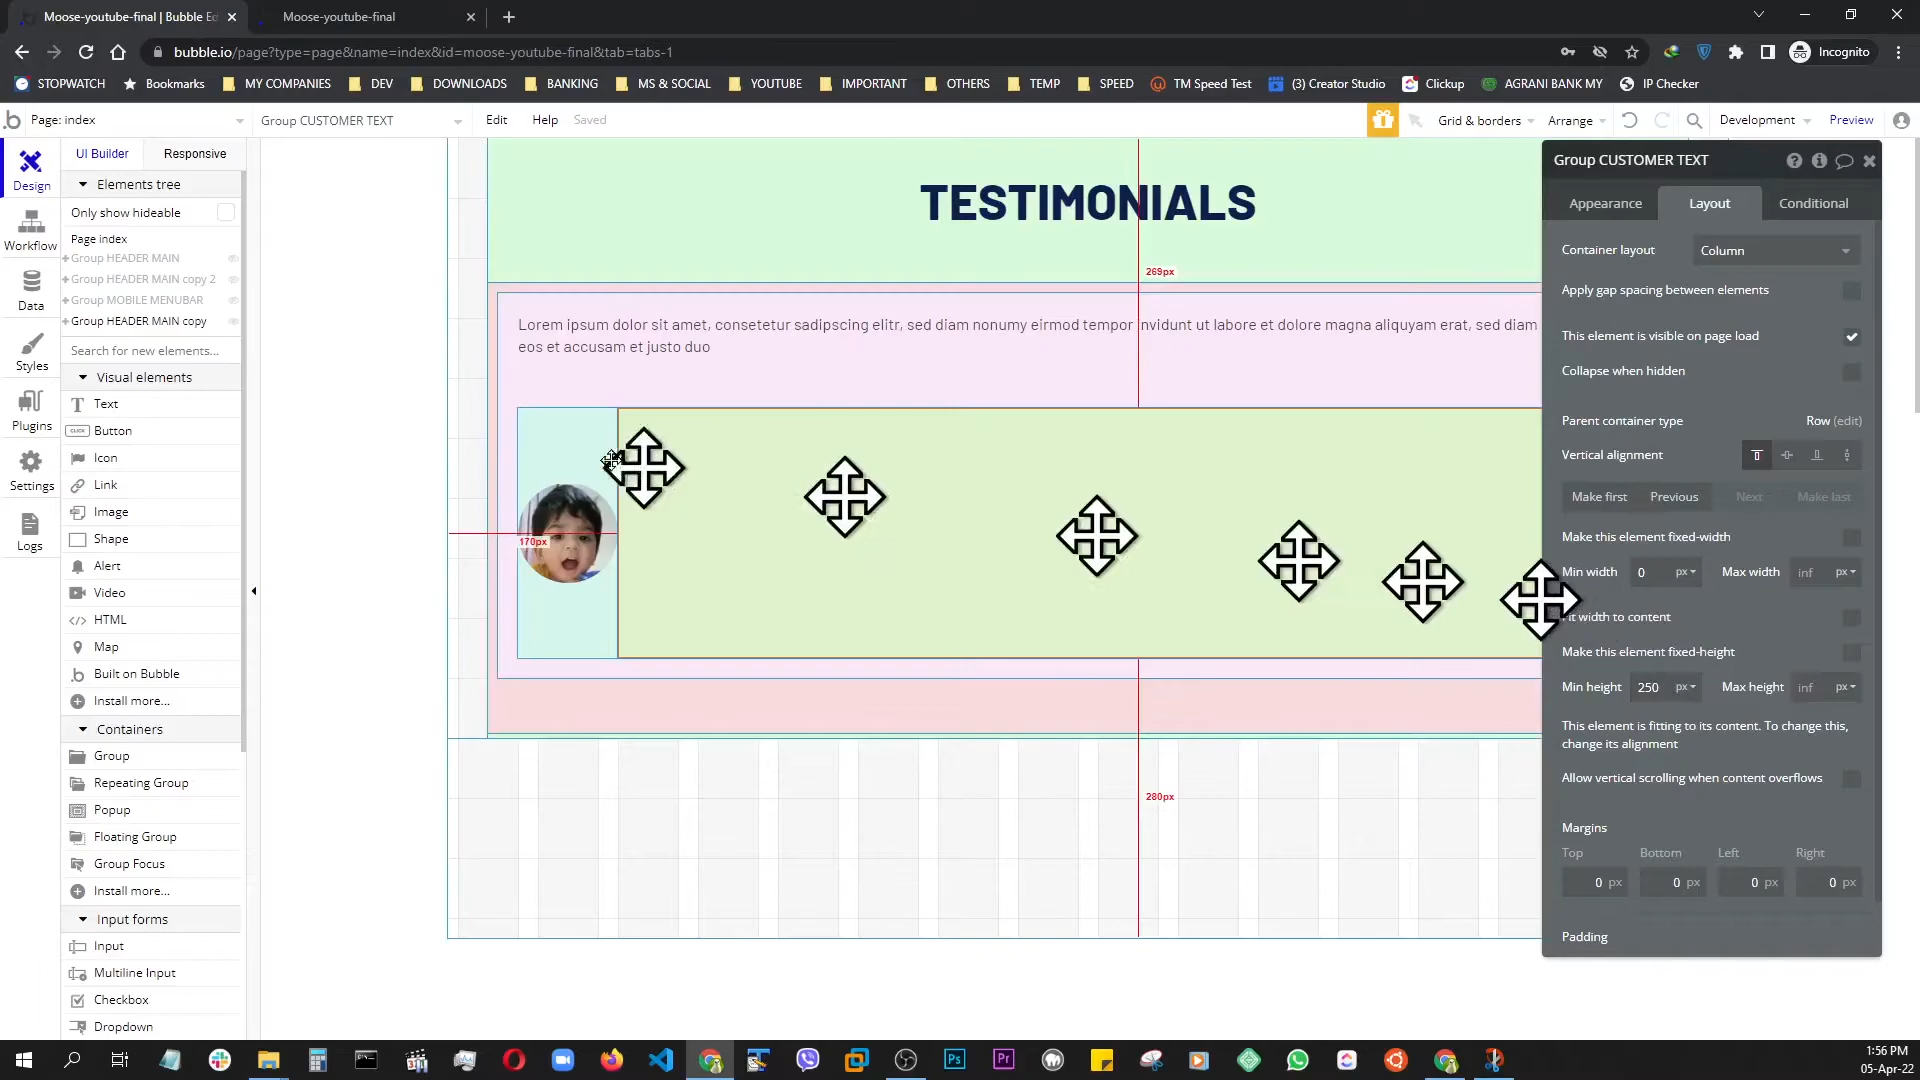 Moose-youtube-final | Bubble Ed
Moose-youtube-final
bubble.io/page?type=page&name=index&id=moose-youtube-final&tab=tabs-1
Incognito
STOPWATCH
Bookmarks
MY COMPANIES
DEV
DOWNLOADS
BANKING
MS & SOCIAL
YOUTUBE
IMPORTANT
OTHERS
TEMP
SPEED
TM Speed Test
(3) Creator Studio
Clickup
AGRANI BANK MY
IP Checker
Page: index
Group CUSTOMER TEXT
Edit
Help
Saved
Grid & borders
Arrange
Development
Preview
Design
Workflow
Data
Styles
Plugins
Settings
Logs
UI Builder
Responsive
Elements tree
Only show hideable
Page index
Group HEADER MAIN
Group HEADER MAIN copy 2
Group MOBILE MENUBAR
Group HEADER MAIN copy
Search for new elements...
Visual elements
Text
CLICK
Button
Icon
Link
Image
Shape
Alert
Video
HTML
Map
Built on Bubble
Install more...
Containers
Group
Repeating Group
Popup
Floating Group
Group Focus
Install more...
Input forms
Input
Multiline Input
Checkbox
Dropdown
TESTIMONIALS
269px
Lorem ipsum dolor sit amet, consetetur sadipscing elitr, sed diam nonumy eirmod tempor invidunt ut labore et dolore magna aliquyam erat, sed diam
eos et accusam et justo duo
170px
280px
Group CUSTOMER TEXT
Appearance
Layout
Conditional
Container layout
Column
Apply gap spacing between elements
This element is visible on page load
Collapse when hidden
Parent container type
Row (edit)
Vertical alignment
Make first
Previous
Next
Make last
Make this element fixed-width
Min width
0
px
Max width
inf
px
it width to content
Make this element fixed-height
Min height
250
px
Max height
inf
px
This element is fitting to its content. To change this,
change its alignment
Allow vertical scrolling when content overflows
Margins
Top
Bottom
Left
Right
0 px
0 px
0 px
0 px
Padding
Ps
Pr
1:56 PM
05-Apr-22